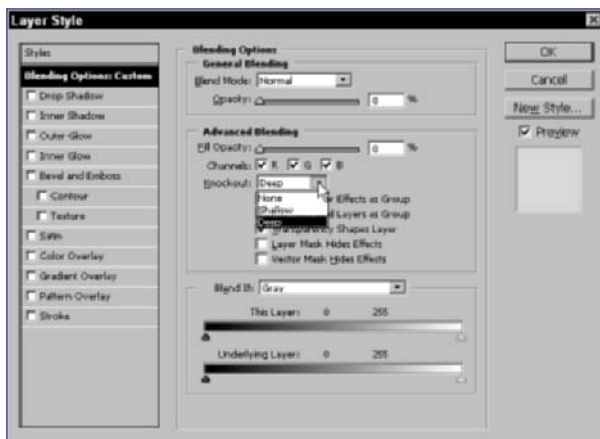 Layer Style
Styles
Blending Options: Custom
Drop Shadow
Inner Shadow
Outer Glow
Inner Glow
Bevel and Emboss
Contour
Texture
Satin
Color Overlay
Gradient Overlay
Pattern Overlay
Stroke
Blending Options
General Blending
Blend Mode: Normal
Opacity: 0 %
Advanced Blending
Fill Opacity: 0 %
Channels: R G B
Knockout: Deep
None
Shallow
Deep
Effects as Group
Layers as Group
Transparency Shapes Layer
Layer Mask Hides Effects
Vector Mask Hides Effects
Blend If: Gray
This Layer: 0 255
Underlying Layer: 0 255
OK
Cancel
New Style...
Preview